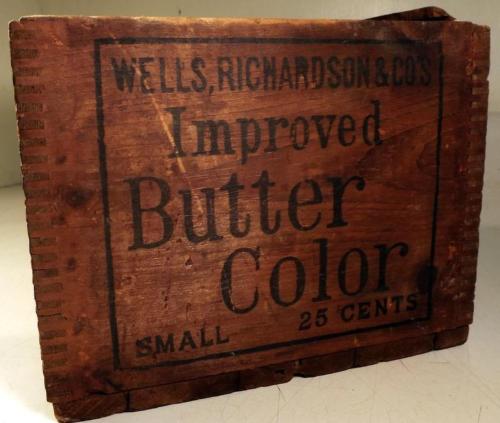 WELLS, RICHARDSON & CO'S
Improved
Butter
Color
SMALL 25 CENTS